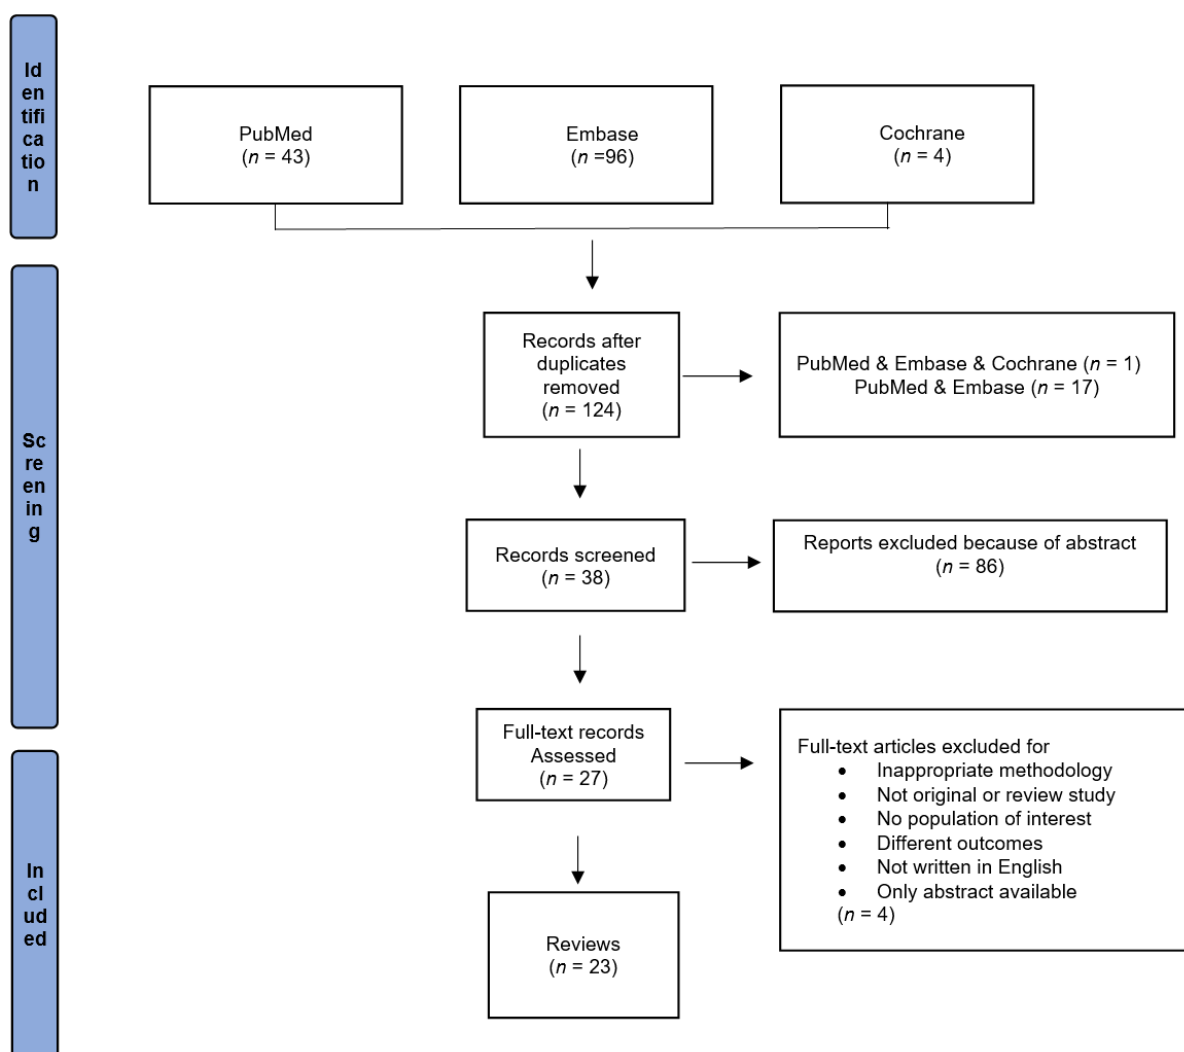 Id
en
tifi
ca
tio
n
PubMed
(n = 43)
Embase
(n =96)
Cochrane
(n = 4)
Sc
re
en
in
g
Records after
duplicates
removed
(n = 124)
PubMed & Embase & Cochrane (n = 1)
PubMed & Embase (n = 17)
Records screened
(n = 38)
Reports excluded because of abstract
(n = 86)
Full-text records
Assessed
(n = 27)
Full-text articles excluded for
• Inappropriate methodology
• Not original or review study
• No population of interest
• Different outcomes
• Not written in English
• Only abstract available
(n = 4)
In
cl
ud
ed
Reviews
(n = 23)